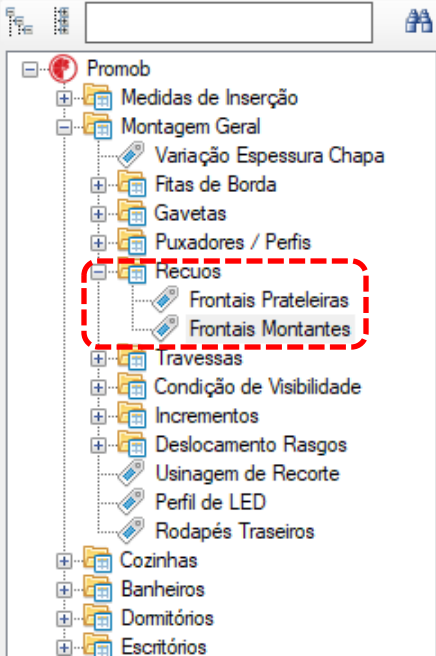 Promob
Medidas de Inserção
Montagem Geral
Variação Espessura Chapa
Fitas de Borda
Gavetas
Puxadores / Perfis
Recuos
Frontais Prateleiras
Frontais Montantes
Travessas
Condição de Visibilidade
Incrementos
Deslocamento Rasgos
Usinagem de Recorte
Perfil de LED
Rodapés Traseiros
Cozinhas
Banheiros
Dormitórios
Escritórios